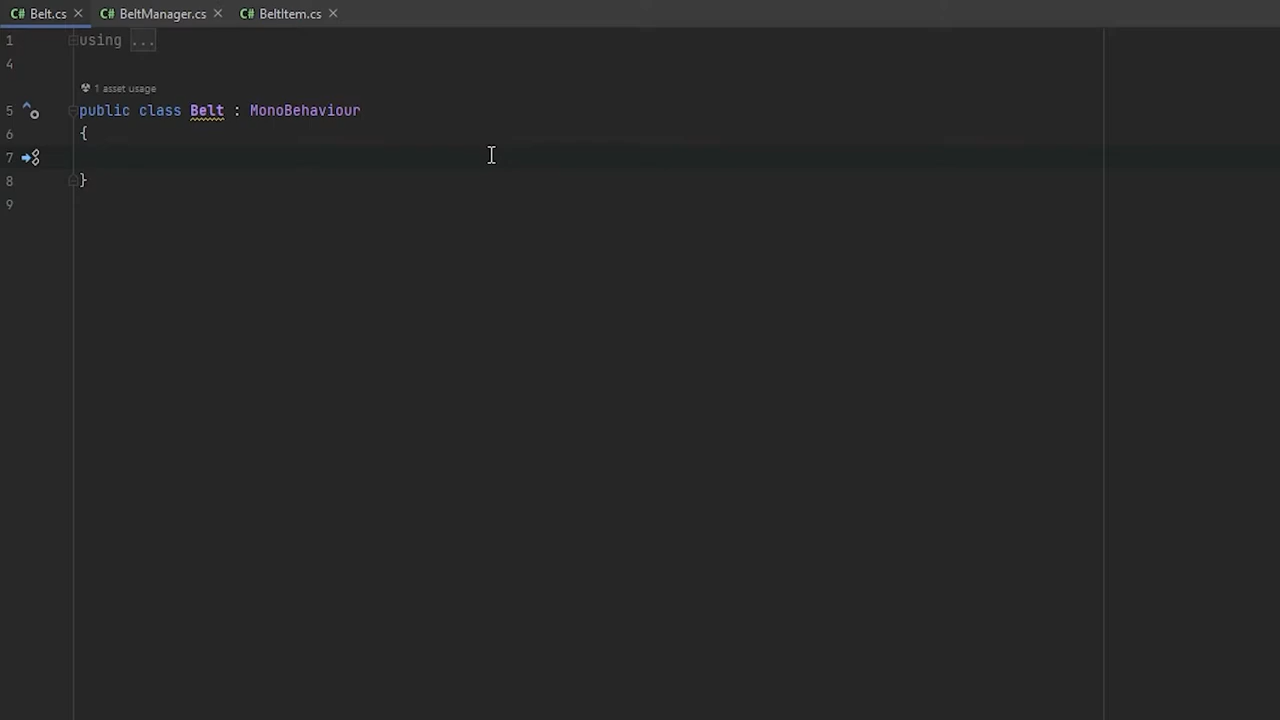 C# Belt.cs × C# BeltManager.cs × C# BeltItem.cs ×
1 using ...
4
1 asset usage
5 public class Belt : MonoBehaviour
6 {
7
8 }
9